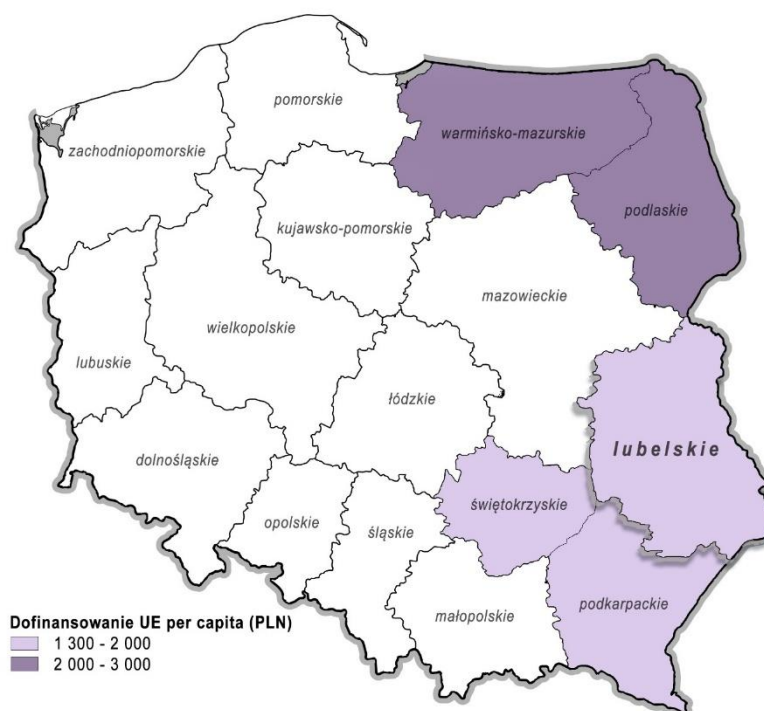 pomorskie
warmińsko-mazurskie
zachodniopomorskie
podlaskie
kujawsko-pomorskie
mazowieckie
wielkopolskie
lubuskie
łódzkie
lubelskie
dolnośląskie
świętokrzyskie
opolskie
śląskie
podkarpackie
małopolskie
Dofinansowanie UE per capita (PLN)
1 300 - 2 000
2 000 - 3 000